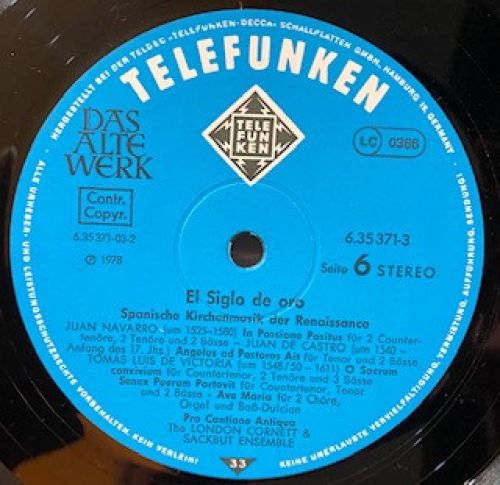 HERGESTELLT BEI DER TELDEC »TELEFUNKEN-DECCA« SCHALLPLATTEN GMBH, HAMBURG 19, GERMANY
TELEFUNKEN
DAS
ALTE
WERK
TELE
FUN
KEN
LC 0366
Contr.
Copyr.
6.35371-03-2
℗ 1978
6.35371-3
Seite 6 STEREO
El Siglo de oro
Spanische Kirchenmusik der Renaissance
JUAN NAVARRO (um 1525-1580) In Passione Positus für 2 Counter-
tenöre, 2 Tenöre und 2 Bässe - JUAN DE CASTRO (um 1540 -
Anfang des 17. Jhs.) Angelus ad Pastores Ait für Tenor und 2 Bässe
TOMAS LUIS DE VICTORIA (um 1548/50 - 1611) O Sacrum
convivium für Countertenor, 2 Tenöre und 3 Bässe
Senex Puerum Portavit für Countertenor, Tenor
und 2 Bässe - Ave Maria für 2 Chöre,
Orgel und Baß-Dulcian
Pro Cantione Antiqua
The LONDON CORNETT &
SACKBUT ENSEMBLE
33
ALLE URHEBER- UND LEISTUNGSSCHUTZRECHTE VORBEHALTEN. KEIN VERLEIH!
KEINE UNERLAUBTE VERVIELFÄLTIGUNG, VERMIETUNG, AUFFÜHRUNG, SENDUNG!